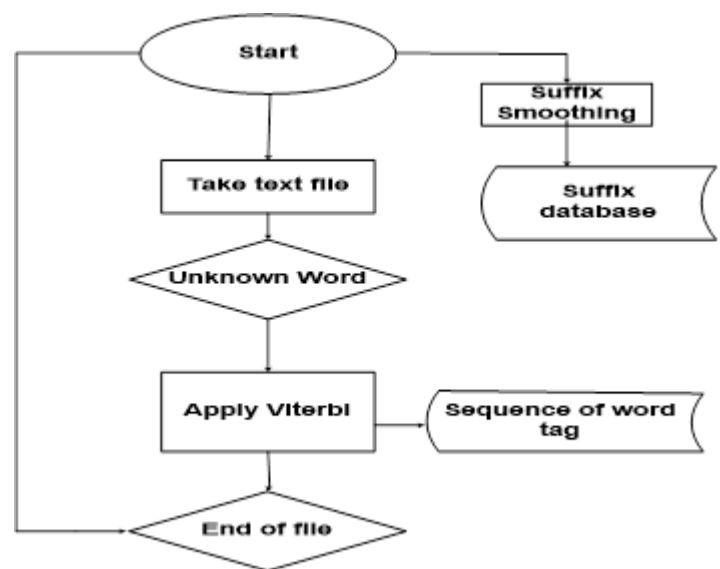 Start
Suffix
Smoothing
Take text file
Suffix
database
Unknown Word
Apply Viterbi
Sequence of word
tag
End of file